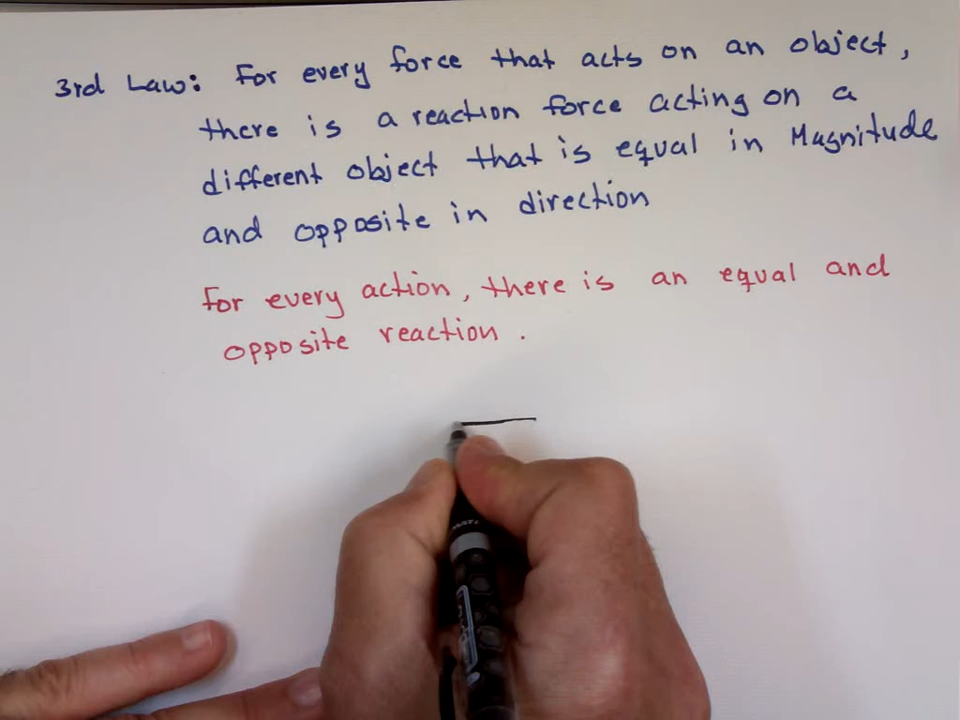 3rd Law: For every force that acts on an object,
there is a reaction force acting on a
different object that is equal in Magnitude
and opposite in direction
For every action, there is an equal and
opposite reaction.